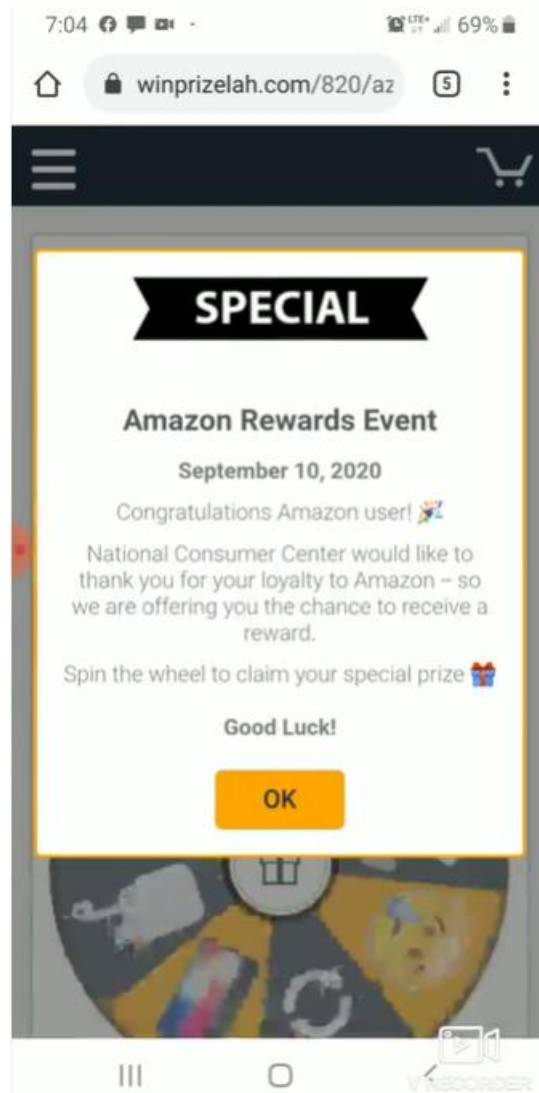 7:04
LTE+
69%
winprizelah.com/820/az
5
SPECIAL
Amazon Rewards Event
September 10, 2020
Congratulations Amazon user! 🎉
National Consumer Center would like to
thank you for your loyalty to Amazon – so
we are offering you the chance to receive a
reward.
Spin the wheel to claim your special prize 🎁
Good Luck!
OK
V RECORDER